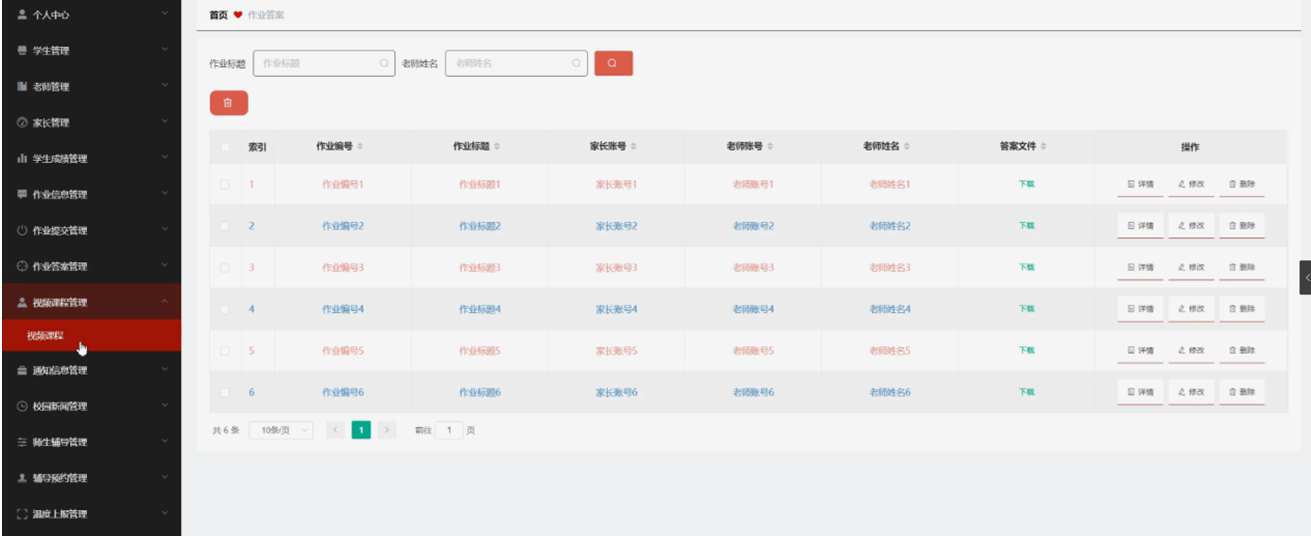 个人中心
学生管理
老师管理
家长管理
学生成绩管理
作业信息管理
作业提交管理
作业答案管理
视频课程管理
视频课程
通知信息管理
校园新闻管理
师生辅导管理
辅导预约管理
温度上报管理
首页 作业答案
作业标题 作业标题 老师姓名 老师姓名
索引 作业编号 作业标题 家长账号 老师账号 老师姓名 答案文件 操作
1 作业编号1 作业标题1 家长账号1 老师账号1 老师姓名1 下载 详情 修改 删除
2 作业编号2 作业标题2 家长账号2 老师账号2 老师姓名2 下载 详情 修改 删除
3 作业编号3 作业标题3 家长账号3 老师账号3 老师姓名3 下载 详情 修改 删除
4 作业编号4 作业标题4 家长账号4 老师账号4 老师姓名4 下载 详情 修改 删除
5 作业编号5 作业标题5 家长账号5 老师账号5 老师姓名5 下载 详情 修改 删除
6 作业编号6 作业标题6 家长账号6 老师账号6 老师姓名6 下载 详情 修改 删除
共 6 条 10条/页 1 前往 1 页